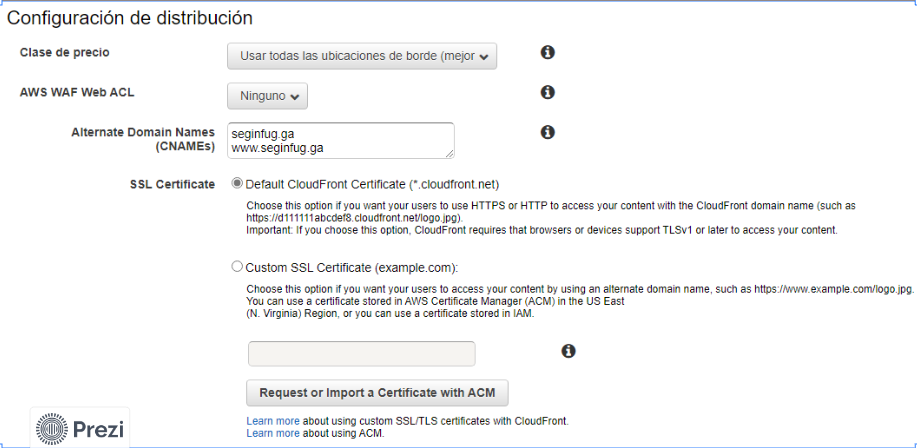 Configuración de distribución
Clase de precio
Usar todas las ubicaciones de borde (mejor
AWS WAF Web ACL
Ninguno
Alternate Domain Names
(CNAMEs)
seginfug.ga
www.seginfug.ga
SSL Certificate
Default CloudFront Certificate (*.cloudfront.net)
Choose this option if you want your users to use HTTPS or HTTP to access your content with the CloudFront domain name (such as
https://d111111abcdef8.cloudfront.net/logo.jpg).
Important: If you choose this option, CloudFront requires that browsers or devices support TLSv1 or later to access your content.
Custom SSL Certificate (example.com):
Choose this option if you want your users to access your content by using an alternate domain name, such as https://www.example.com/logo.jpg.
You can use a certificate stored in AWS Certificate Manager (ACM) in the US East
(N. Virginia) Region, or you can use a certificate stored in IAM.
Request or Import a Certificate with ACM
Learn more about using custom SSL/TLS certificates with CloudFront.
Learn more about using ACM.
Prezi